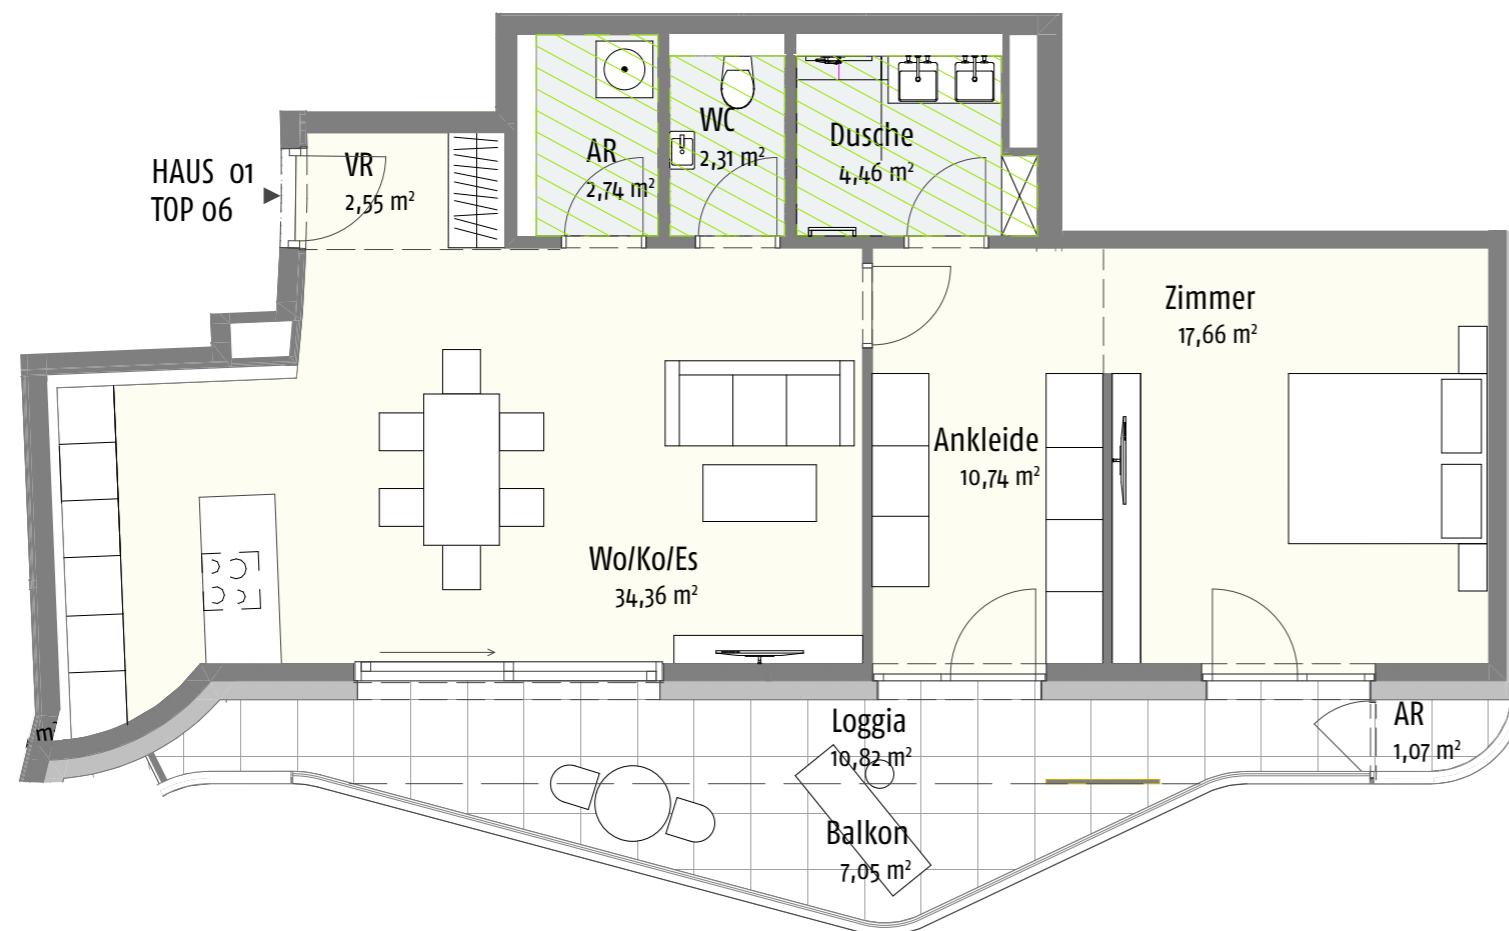 HAUS 01
TOP 06
VR
2,55 m²
AR
2,74 m²
WC
2,31 m²
Dusche
4,46 m²
Zimmer
17,66 m²
Ankleide
10,74 m²
Wo/Ko/Es
34,36 m²
m²
Loggia
10,82 m²
AR
1,07 m²
Balkon
7,05 m²